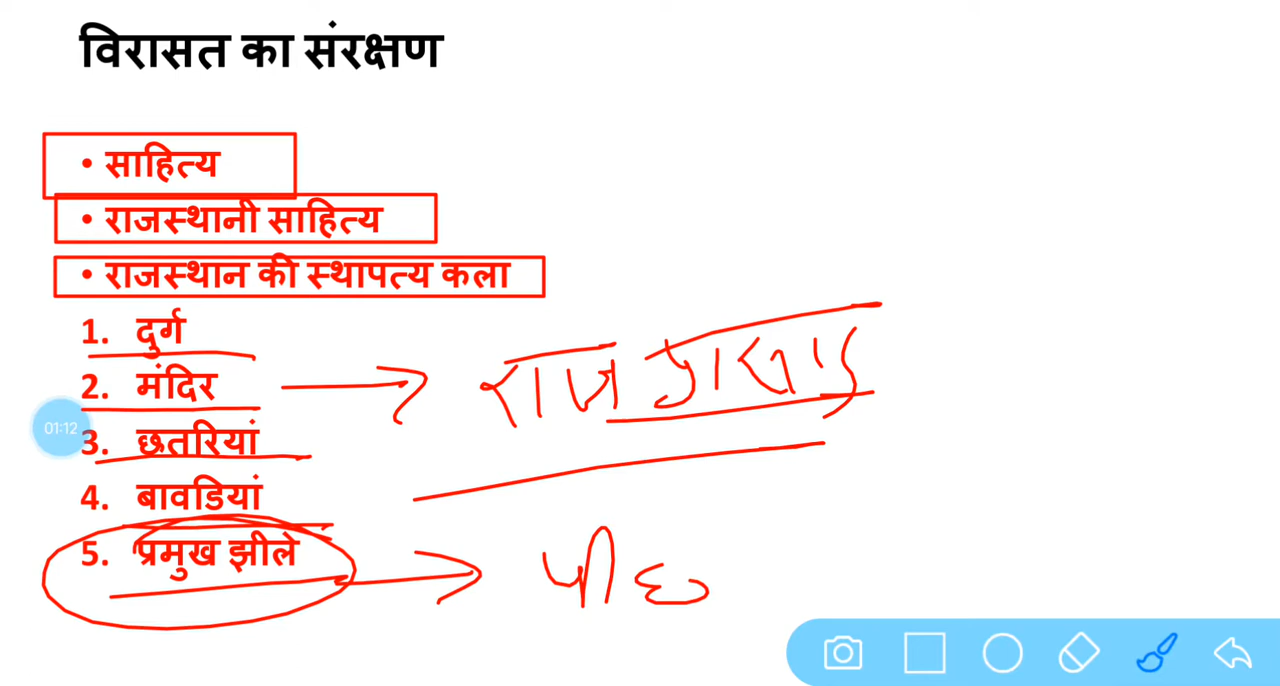 विरासत का संरक्षण
• साहित्य
• राजस्थानी साहित्य
• राजस्थान की स्थापत्य कला
1. दुर्ग
2. मंदिर
राज प्रासाद
01:12
3. छतरियां
4. बावडियां
5. प्रमुख झीले